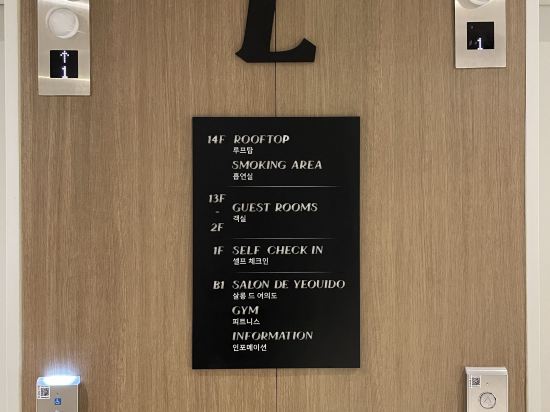 L
↑
1
1
14F ROOFTOP
루프탑
SMOKING AREA
흡연실
13F
-
2F
GUEST ROOMS
객실
1F SELF CHECK IN
셀프 체크인
B1 SALON DE YEOUIDO
살롱 드 여의도
GYM
피트니스
INFORMATION
인포메이션